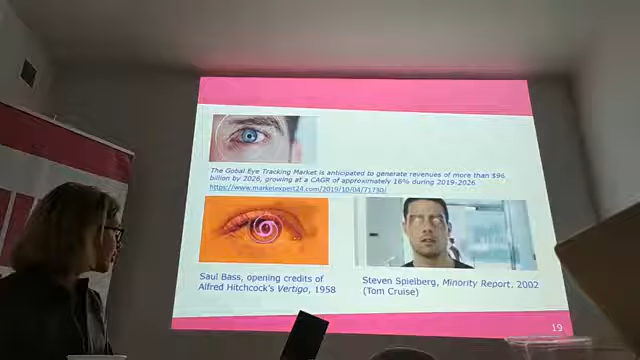 The Gobal Eye Tracking Market is anticipated to generate revenues of more than $96
billion by 2026, growing at a CAGR of approximately 16% during 2019-2026.
https://www.marketexpert24.com/2019/10/04/71750/
Saul Bass, opening credits of
Alfred Hitchcock's Vertigo, 1958
Steven Spielberg, Minority Report, 2002
(Tom Cruise)
19